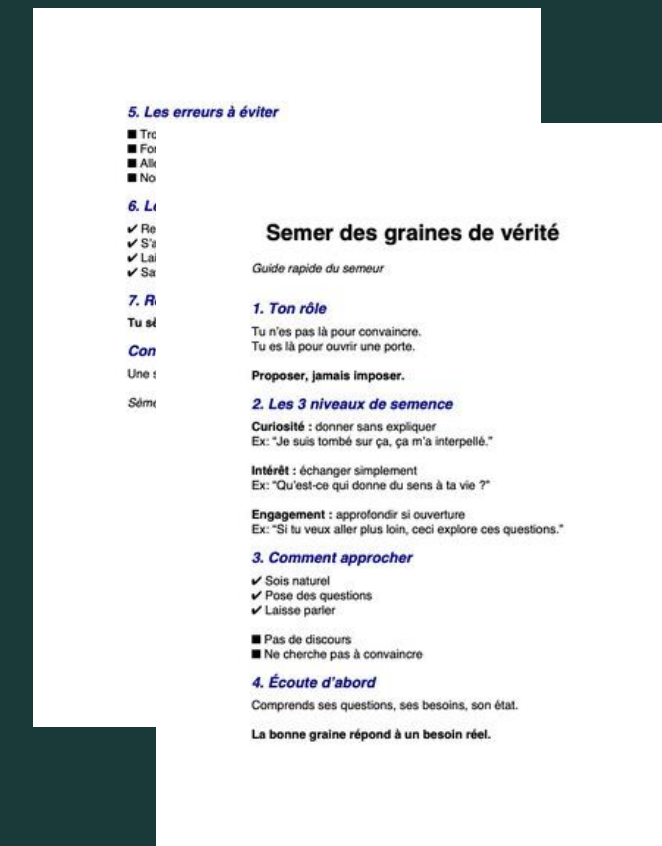 5. Les erreurs à éviter
6.
7.
Tu
Une
Semer des graines de vérité
Guide rapide du semeur
1. Ton rôle
Tu n'es pas là pour convaincre.
Tu es là pour ouvrir une porte.
Proposer, jamais imposer.
2. Les 3 niveaux de semence
Curiosité : donner sans expliquer
Ex: “Je suis tombé sur ça, ça m'a interpellé.”
Intérêt : échanger simplement
Ex: “Qu'est-ce qui donne du sens à ta vie ?”
Engagement : approfondir si ouverture
Ex: “Si tu veux aller plus loin, ceci explore ces questions.”
3. Comment approcher
✔ Sois naturel
✔ Pose des questions
✔ Laisse parler
■ Pas de discours
■ Ne cherche pas à convaincre
4. Écoute d'abord
Comprends ses questions, ses besoins, son état.
La bonne graine répond à un besoin réel.